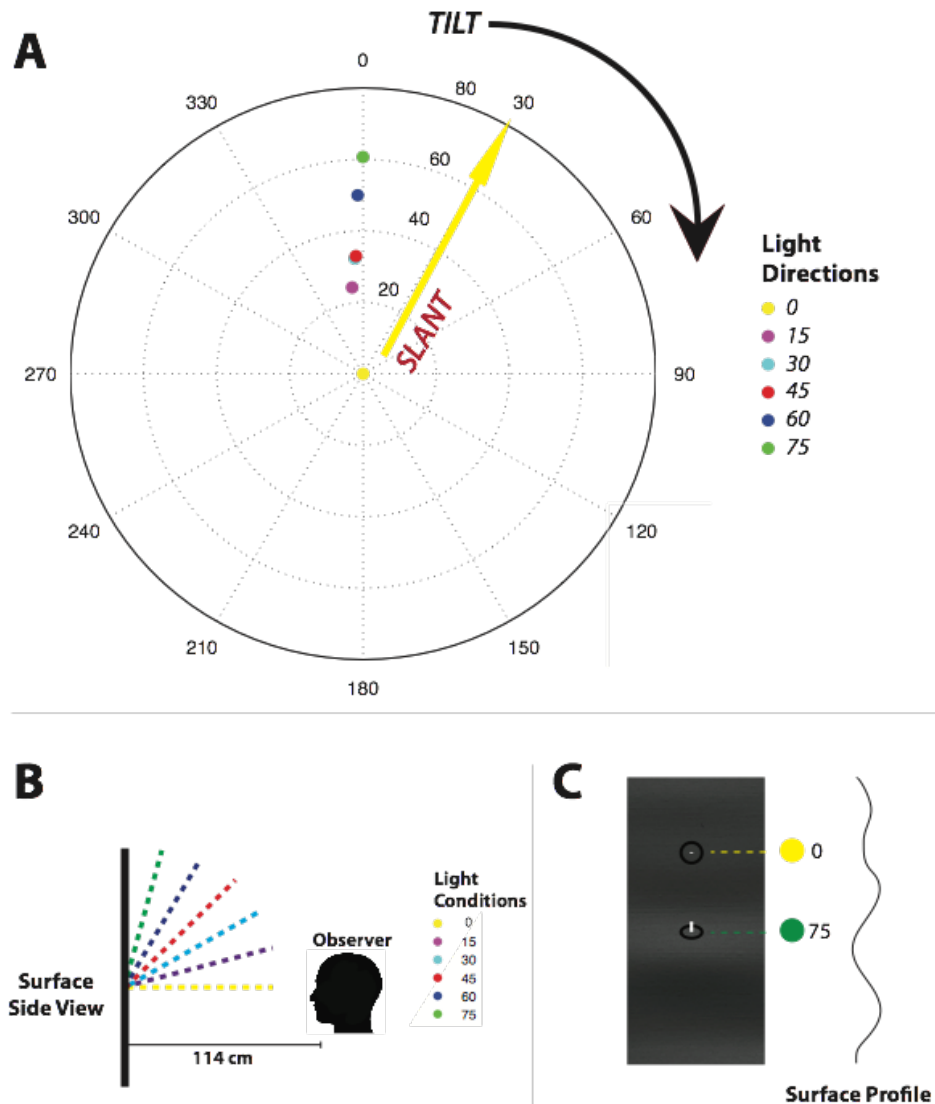 A
TILT
0
30
60
90
120
150
180
210
240
270
300
330
80
60
40
20
SLANT
Light
Directions
0
15
30
45
60
75
B
Surface
Side View
Observer
114 cm
Light
Conditions
0
15
30
45
60
75
C
0
75
Surface Profile